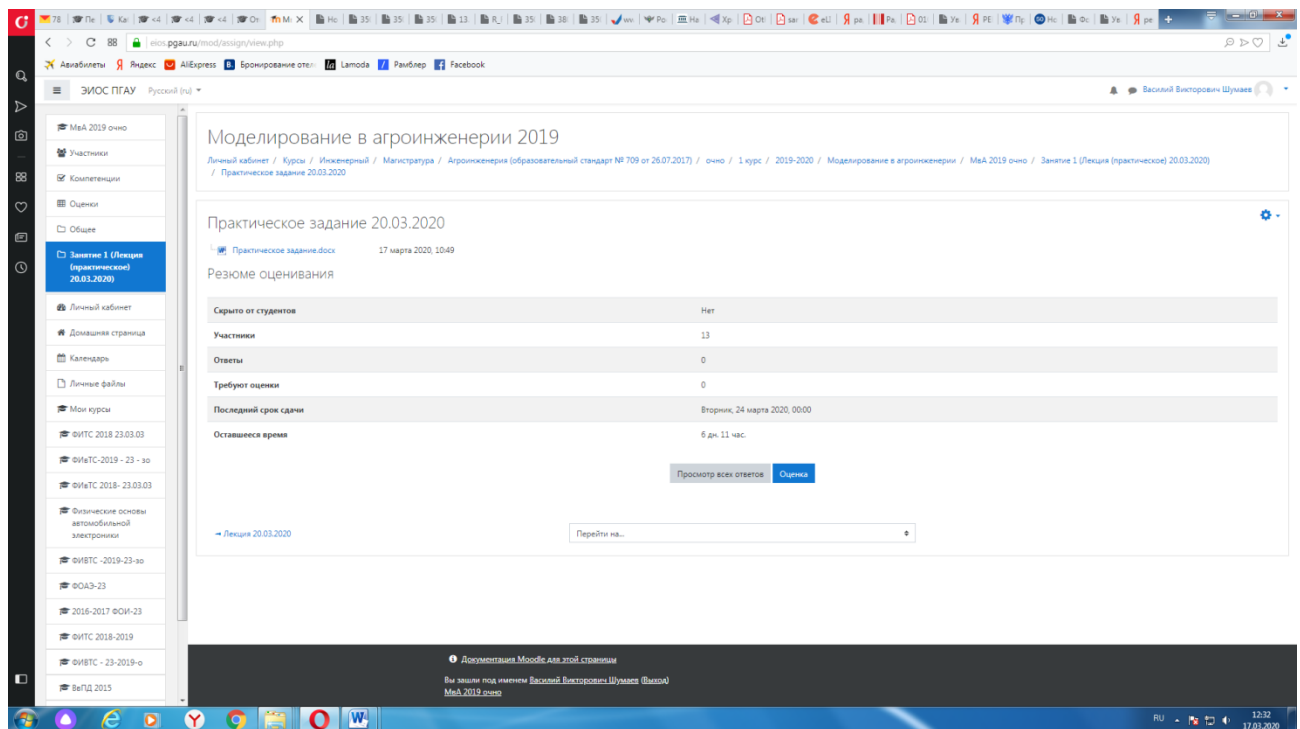 eios.pgau.ru/mod/assign/view.php
Авиабилеты Яндекс AliExpress Бронирование отел Lamoda Рамблер Facebook
ЭИОС ПГАУ Русский (ru)
Василий Викторович Шумаев
МвА 2019 очно
Участники
Компетенции
Оценки
Общее
Занятие 1 (Лекция
(практическое)
20.03.2020)
Личный кабинет
Домашняя страница
Календарь
Личные файлы
Мои курсы
ФИТС 2018 23.03.03
ФИвТС-2019 - 23 - зо
ФИвТС 2018- 23.03.03
Физические основы
автомобильной
электроники
ФИВТС -2019-23-зо
ФОАЭ-23
2016-2017 ФОИ-23
ФИТС 2018-2019
ФИВТС - 23-2019-о
ВвПД 2015
Моделирование в агроинженерии 2019
Личный кабинет / Курсы / Инженерный / Магистратура / Агроинженерия (образовательный стандарт № 709 от 26.07.2017) / очно / 1 курс / 2019-2020 / Моделирование в агроинженерии / МвА 2019 очно / Занятие 1 (Лекция (практическое) 20.03.2020)
/ Практическое задание 20.03.2020
Практическое задание 20.03.2020
Практическое задание.docx 17 марта 2020, 10:49
Резюме оценивания
Скрыто от студентов Нет
Участники 13
Ответы 0
Требуют оценки 0
Последний срок сдачи Вторник, 24 марта 2020, 00:00
Оставшееся время 6 дн. 11 час.
Просмотр всех ответов Оценка
→ Лекция 20.03.2020 Перейти на...
Документация Moodle для этой страницы
Вы зашли под именем Василий Викторович Шумаев (Выход)
МвА 2019 очно
RU 12:32
17.03.2020